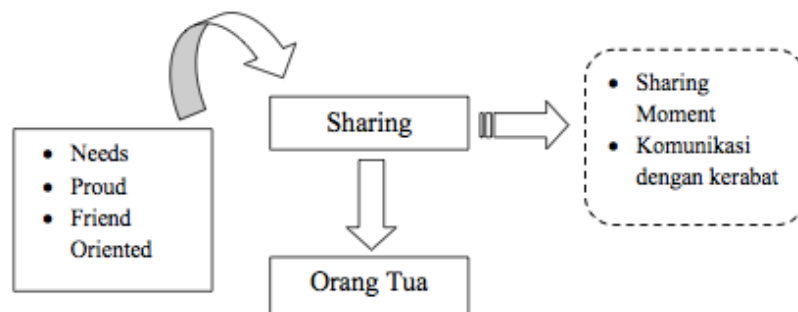 • Needs
• Proud
• Friend
Oriented
Sharing
Orang Tua
• Sharing
Moment
• Komunikasi
dengan kerabat